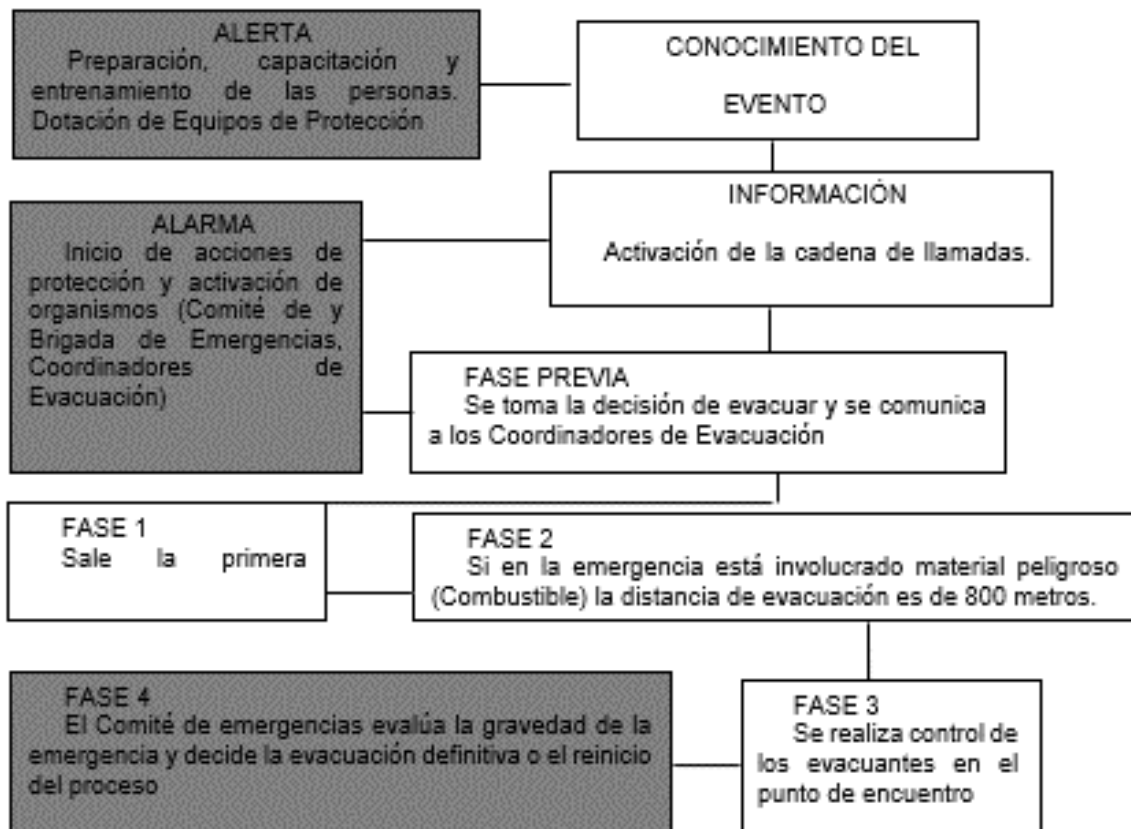 ALERTA
Preparación, capacitación y
entrenamiento de las personas.
Dotación de Equipos de Protección
CONOCIMIENTO DEL
EVENTO
INFORMACIÓN
Activación de la cadena de llamadas.
ALARMA
Inicio de acciones de
protección y activación de
organismos (Comité de y
Brigada de Emergencias,
Coordinadores de
Evacuación)
FASE PREVIA
Se toma la decisión de evacuar y se comunica
a los Coordinadores de Evacuación
FASE 1
Sale la primera
FASE 2
Si en la emergencia está involucrado material peligroso
(Combustible) la distancia de evacuación es de 800 metros.
FASE 4
El Comité de emergencias evalúa la gravedad de la
emergencia y decide la evacuación definitiva o el reinicio
del proceso
FASE 3
Se realiza control de
los evacuantes en el
punto de encuentro